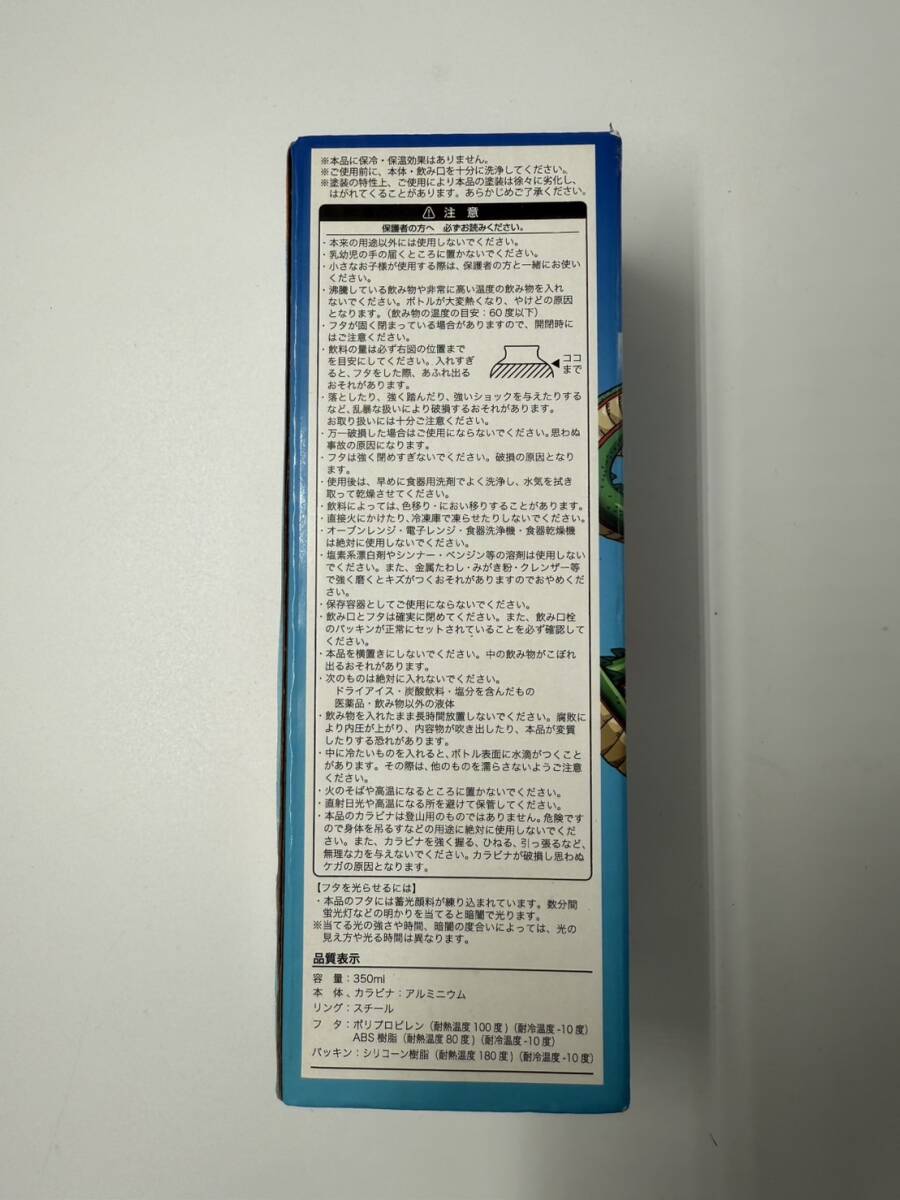 ※本品に保冷・保温効果はありません。
※ご使用前に、本体・飲み口を十分に洗浄してください。
※塗装の特性上、ご使用により本品の塗装は徐々に劣化し、
はがれてくることがあります。あらかじめご了承ください。
⚠ 注 意
保護者の方へ 必ずお読みください。
・本来の用途以外には使用しないでください。
・乳幼児の手の届くところに置かないでください。
・小さなお子様が使用する際は、保護者の方と一緒にお使い
ください。
・沸騰している飲み物や非常に高い温度の飲み物を入れ
ないでください。ボトルが大変熱くなり、やけどの原因
となります。（飲み物の温度の目安：60度以下）
・フタが固く閉まっている場合がありますので、開閉時に
はご注意ください。
・飲料の量は必ず右図の位置まで
を目安にしてください。入れすぎ
ると、フタをした際、あふれ出る
おそれがあります。
ココ
まで
・落としたり、強く踏んだり、強いショックを与えたりする
など、乱暴な扱いにより破損するおそれがあります。
お取り扱いには十分ご注意ください。
・万一破損した場合はご使用にならないでください。思わぬ
事故の原因になります。
・フタは強く閉めすぎないでください。破損の原因となり
ます。
・使用後は、早めに食器用洗剤でよく洗浄し、水気を拭き
取って乾燥させてください。
・飲料によっては、色移り・におい移りすることがあります。
・直接火にかけたり、冷凍庫で凍らせたりしないでください。
・オーブンレンジ・電子レンジ・食器洗浄機・食器乾燥機
は絶対に使用しないでください。
・塩素系漂白剤やシンナー・ベンジン等の溶剤は使用しない
でください。また、金属たわし・みがき粉・クレンザー等
で強く磨くとキズがつくおそれがありますのでおやめくだ
さい。
・保存容器としてご使用にならないでください。
・飲み口とフタは確実に閉めてください。また、飲み口栓
のパッキンが正常にセットされていることを必ず確認して
ください。
・本品を横置きにしないでください。中の飲み物がこぼれ
出るおそれがあります。
・次のものは絶対に入れないでください。
ドライアイス・炭酸飲料・塩分を含んだもの
医薬品・飲み物以外の液体
・飲み物を入れたまま長時間放置しないでください。腐敗に
より内圧が上がり、内容物が吹き出したり、本品が変質
したりする恐れがあります。
・中に冷たいものを入れると、ボトル表面に水滴がつくこと
があります。その際は、他のものを濡らさないようご注意
ください。
・火のそばや高温になるところに置かないでください。
・直射日光や高温になる所を避けて保管してください。
・本品のカラビナは登山用のものではありません。危険です
ので身体を吊るすなどの用途に絶対に使用しないでくだ
さい。また、カラビナを強く握る、ひねる、引っ張るなど、
無理な力を与えないでください。カラビナが破損し思わぬ
ケガの原因となります。
【フタを光らせるには】
・本品のフタには蓄光顔料が練り込まれています。数分間
蛍光灯などの明かりを当てると暗闇で光ります。
※当てる光の強さや時間、暗闇の度合いによっては、光の
見え方や光る時間は異なります。
品質表示
容 量：350ml
本 体、カラビナ：アルミニウム
リング：スチール
フ タ：ポリプロピレン（耐熱温度100度）（耐冷温度-10度）
ABS樹脂（耐熱温度80度）（耐冷温度-10度）
パッキン：シリコーン樹脂（耐熱温度180度）（耐冷温度-10度）